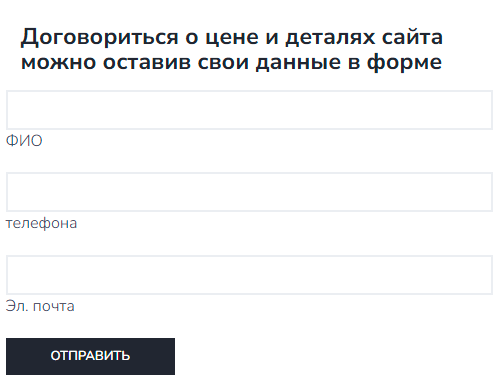 Договориться о цене и деталях сайта
можно оставив свои данные в форме
ФИО
телефона
Эл. почта
ОТПРАВИТЬ